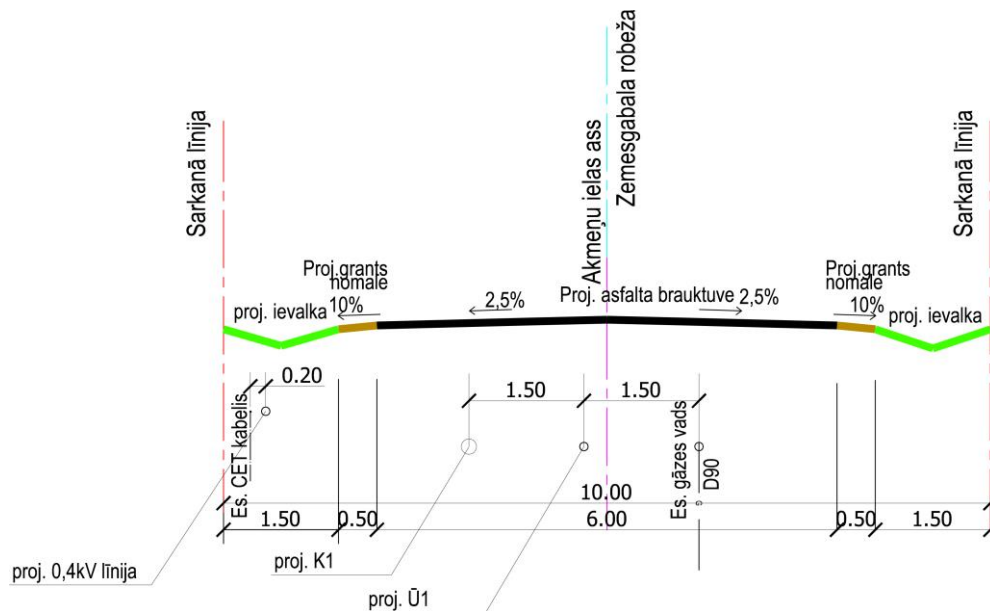 Sarkanā līnija
Akmeņu ielas ass
Zemesgabala robeža
Sarkanā līnija
Proj.grants
nomale
10%
proj. ievalka
2,5%
Proj. asfalta brauktuve
2,5%
Proj.grants
nomale
10%
proj. ievalka
0.20
1.50
1.50
Es. CET kabelis
Es. gāzes vads
D90
G
10.00
1.50
0.50
6.00
0.50
1.50
proj. 0,4kV līnija
proj. K1
proj. Ū1